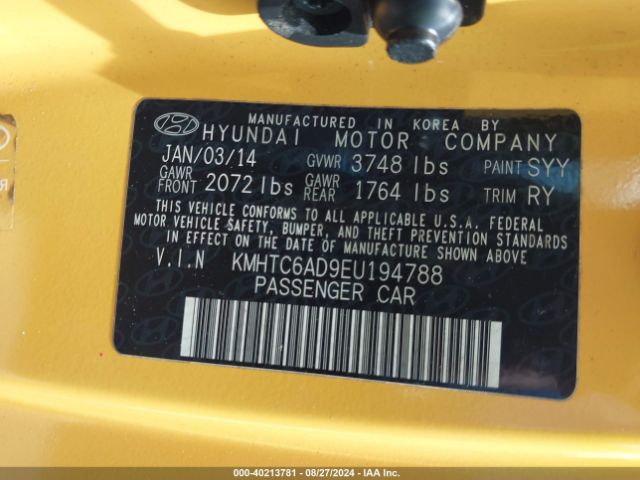 MANUFACTURED IN KOREA BY
HYUNDAI MOTOR COMPANY
JAN/03/14 GVWR 3748 lbs PAINT SYY
GAWR FRONT 2072 lbs GAWR REAR 1764 lbs TRIM RY
THIS VEHICLE CONFORMS TO ALL APPLICABLE U.S.A. FEDERAL
MOTOR VEHICLE SAFETY, BUMPER, AND THEFT PREVENTION STANDARDS
IN EFFECT ON THE DATE OF MANUFACTURE SHOWN ABOVE
V.I.N KMHTC6AD9EU194788
PASSENGER CAR
000-40213781 - 08/27/2024 - IAA Inc.